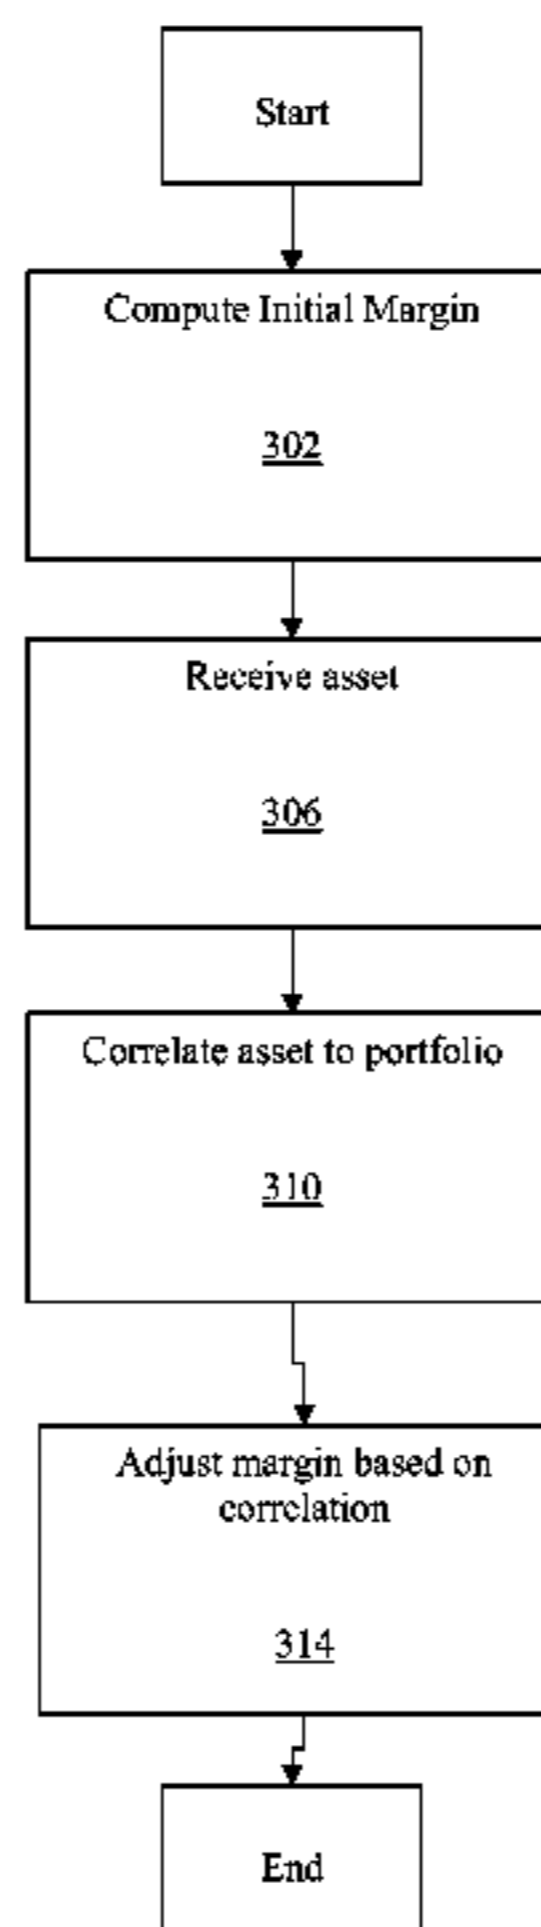 Start
Compute Initial Margin
302
Receive asset
306
Correlate asset to portfolio
310
Adjust margin based on
correlation
314
End